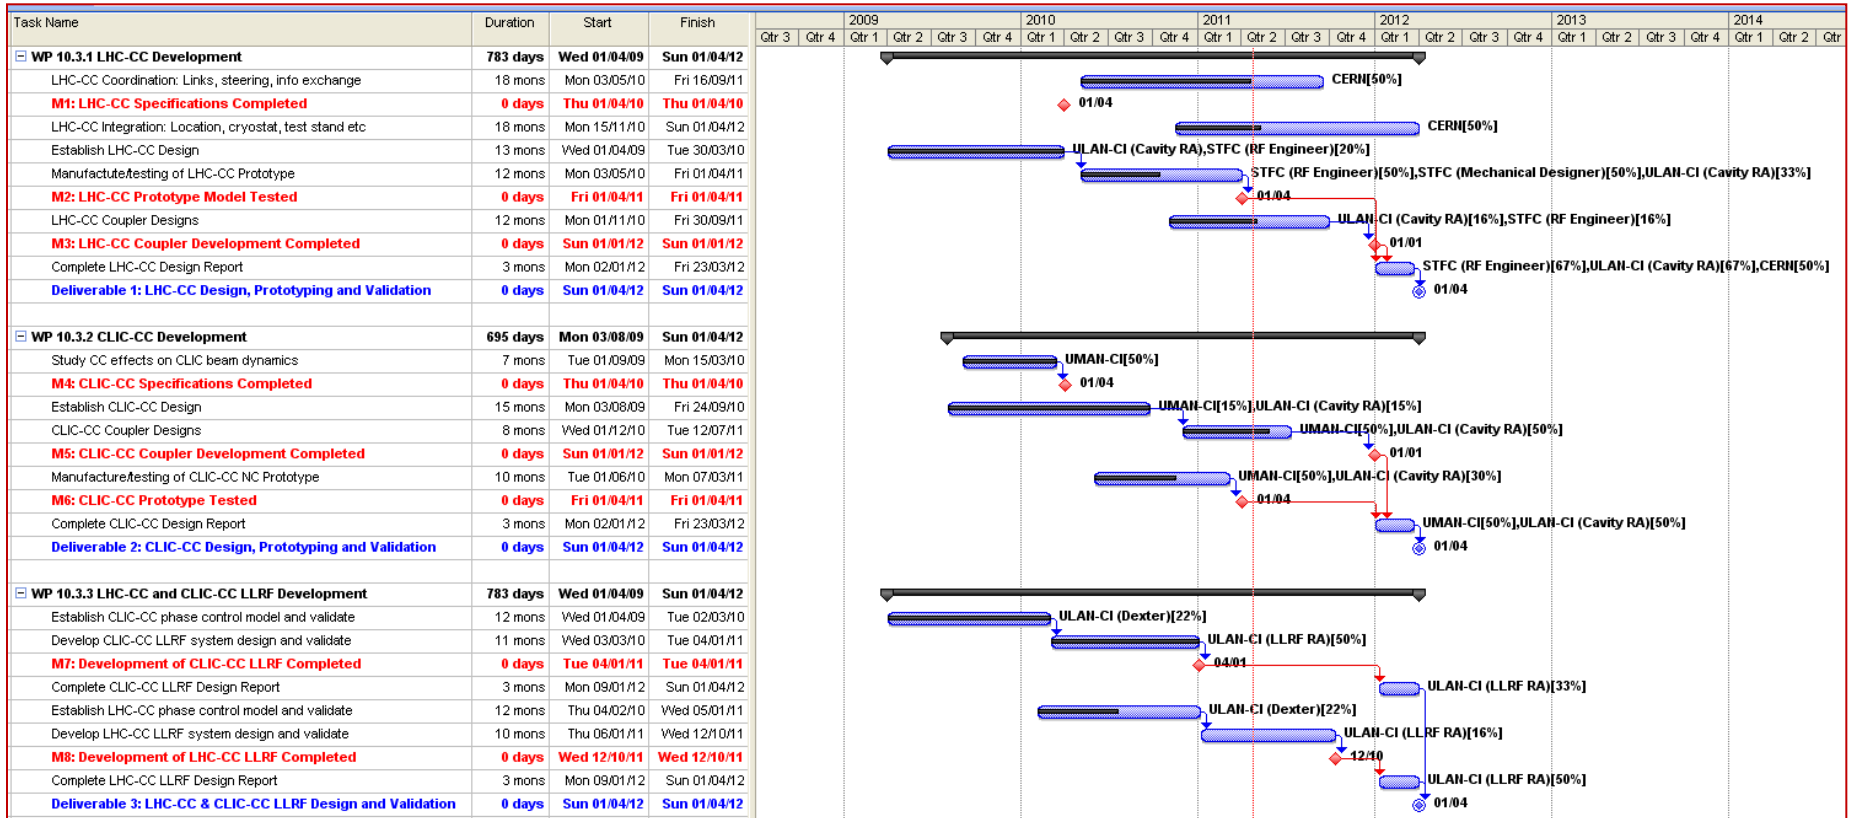 Task Name Duration Start Finish 2009 2010 2011 2012 2013 2014
Qtr 3 Qtr 4 Qtr 1 Qtr 2 Qtr 3 Qtr 4 Qtr 1 Qtr 2 Qtr 3 Qtr 4 Qtr 1 Qtr 2 Qtr 3 Qtr 4 Qtr 1 Qtr 2 Qtr 3 Qtr 4 Qtr 1 Qtr 2 Qtr 3 Qtr 4 Qtr 1 Qtr 2 Qtr
WP 10.3.1 LHC-CC Development 783 days Wed 01/04/09 Sun 01/04/12
LHC-CC Coordination: Links, steering, info exchange 18 mons Mon 03/05/10 Fri 16/09/11 CERN[50%]
M1: LHC-CC Specifications Completed 0 days Thu 01/04/10 Thu 01/04/10 01/04
LHC-CC Integration: Location, cryostat, test stand etc 18 mons Mon 15/11/10 Sun 01/04/12 CERN[50%]
Establish LHC-CC Design 13 mons Wed 01/04/09 Tue 30/03/10 ULAN-CI (Cavity RA),STFC (RF Engineer)[20%]
Manufactute/testing of LHC-CC Prototype 12 mons Mon 03/05/10 Fri 01/04/11 STFC (RF Engineer)[50%],STFC (Mechanical Designer)[50%],ULAN-CI (Cavity RA)[33%]
M2: LHC-CC Prototype Model Tested 0 days Fri 01/04/11 Fri 01/04/11 01/04
LHC-CC Coupler Designs 12 mons Mon 01/11/10 Fri 30/09/11 ULAN-CI (Cavity RA)[16%],STFC (RF Engineer)[16%]
M3: LHC-CC Coupler Development Completed 0 days Sun 01/01/12 Sun 01/01/12 01/01
Complete LHC-CC Design Report 3 mons Mon 02/01/12 Fri 23/03/12 STFC (RF Engineer)[67%],ULAN-CI (Cavity RA)[67%],CERN[50%]
Deliverable 1: LHC-CC Design, Prototyping and Validation 0 days Sun 01/04/12 Sun 01/04/12 01/04
WP 10.3.2 CLIC-CC Development 695 days Mon 03/08/09 Sun 01/04/12
Study CC effects on CLIC beam dynamics 7 mons Tue 01/09/09 Mon 15/03/10 UMAN-CI[50%]
M4: CLIC-CC Specifications Completed 0 days Thu 01/04/10 Thu 01/04/10 01/04
Establish CLIC-CC Design 15 mons Mon 03/08/09 Fri 24/09/10 UMAN-CI[15%],ULAN-CI (Cavity RA)[15%]
CLIC-CC Coupler Designs 8 mons Wed 01/12/10 Tue 12/07/11 UMAN-CI[50%],ULAN-CI (Cavity RA)[50%]
M5: CLIC-CC Coupler Development Completed 0 days Sun 01/01/12 Sun 01/01/12 01/01
Manufacture/testing of CLIC-CC NC Prototype 10 mons Tue 01/06/10 Mon 07/03/11 UMAN-CI[50%],ULAN-CI (Cavity RA)[30%]
M6: CLIC-CC Prototype Tested 0 days Fri 01/04/11 Fri 01/04/11 01/04
Complete CLIC-CC Design Report 3 mons Mon 02/01/12 Fri 23/03/12 UMAN-CI[50%],ULAN-CI (Cavity RA)[50%]
Deliverable 2: CLIC-CC Design, Prototyping and Validation 0 days Sun 01/04/12 Sun 01/04/12 01/04
WP 10.3.3 LHC-CC and CLIC-CC LLRF Development 783 days Wed 01/04/09 Sun 01/04/12
Establish CLIC-CC phase control model and validate 12 mons Wed 01/04/09 Tue 02/03/10 ULAN-CI (Dexter)[22%]
Develop CLIC-CC LLRF system design and validate 11 mons Wed 03/03/10 Tue 04/01/11 ULAN-CI (LLRF RA)[50%]
M7: Development of CLIC-CC LLRF Completed 0 days Tue 04/01/11 Tue 04/01/11 04/01
Complete CLIC-CC LLRF Design Report 3 mons Mon 09/01/12 Sun 01/04/12 ULAN-CI (LLRF RA)[33%]
Establish LHC-CC phase control model and validate 12 mons Thu 04/02/10 Wed 05/01/11 ULAN-CI (Dexter)[22%]
Develop LHC-CC LLRF system design and validate 10 mons Thu 06/01/11 Wed 12/10/11 ULAN-CI (LLRF RA)[16%]
M8: Development of LHC-CC LLRF Completed 0 days Wed 12/10/11 Wed 12/10/11 12/10
Complete LHC-CC LLRF Design Report 3 mons Mon 09/01/12 Sun 01/04/12 ULAN-CI (LLRF RA)[50%]
Deliverable 3: LHC-CC & CLIC-CC LLRF Design and Validation 0 days Sun 01/04/12 Sun 01/04/12 01/04